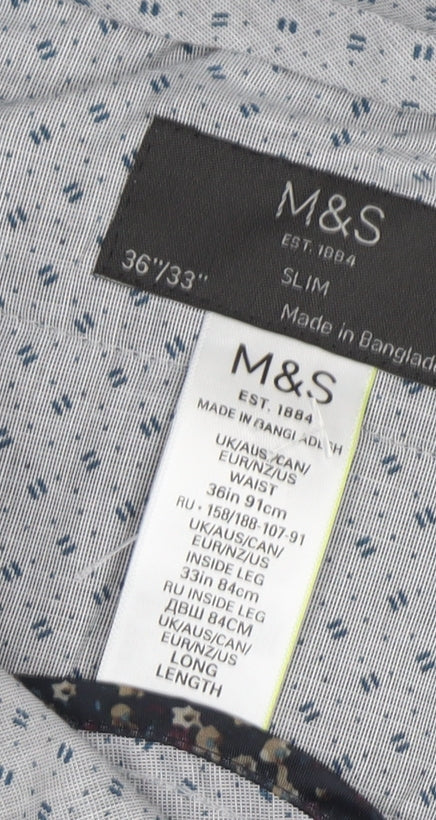 M&S
EST. 1884
36"/33"
SLIM
Made in
M&S
EST. 1884
MADE IN BANGLADESH
UK/AUS/CAN/
EUR/NZ/US
WAIST
36in 91cm
RU • 158/188-107-91
UK/AUS/CAN/
EUR/NZ/US
INSIDE LEG
33in 84cm
RU INSIDE LEG
ДВШ 84CM
UK/AUS/CAN/
EUR/NZ/US
LONG
LENGTH